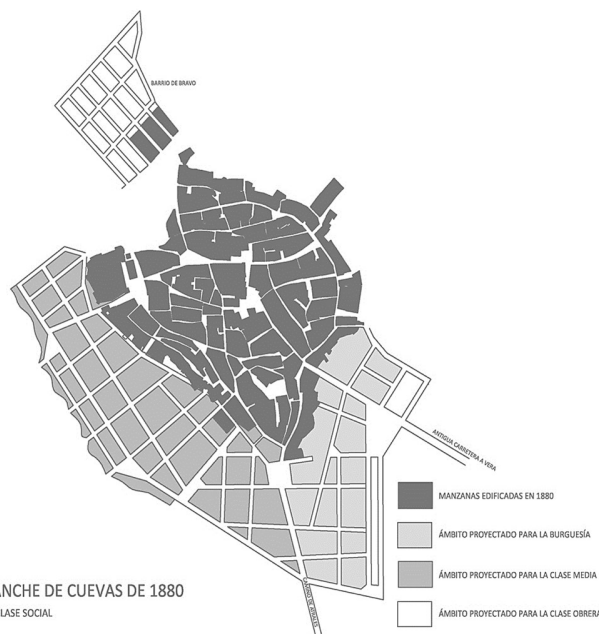 BARRIO DE BRAVO
ANTIGUA CARRETERA A VERA
MANZANAS EDIFICADAS EN 1880
ÁMBITO PROYECTADO PARA LA BURGUESÍA
ÁMBITO PROYECTADO PARA LA CLASE MEDIA
ÁMBITO PROYECTADO PARA LA CLASE OBRERA
ANCHE DE CUEVAS DE 1880
LASE SOCIAL